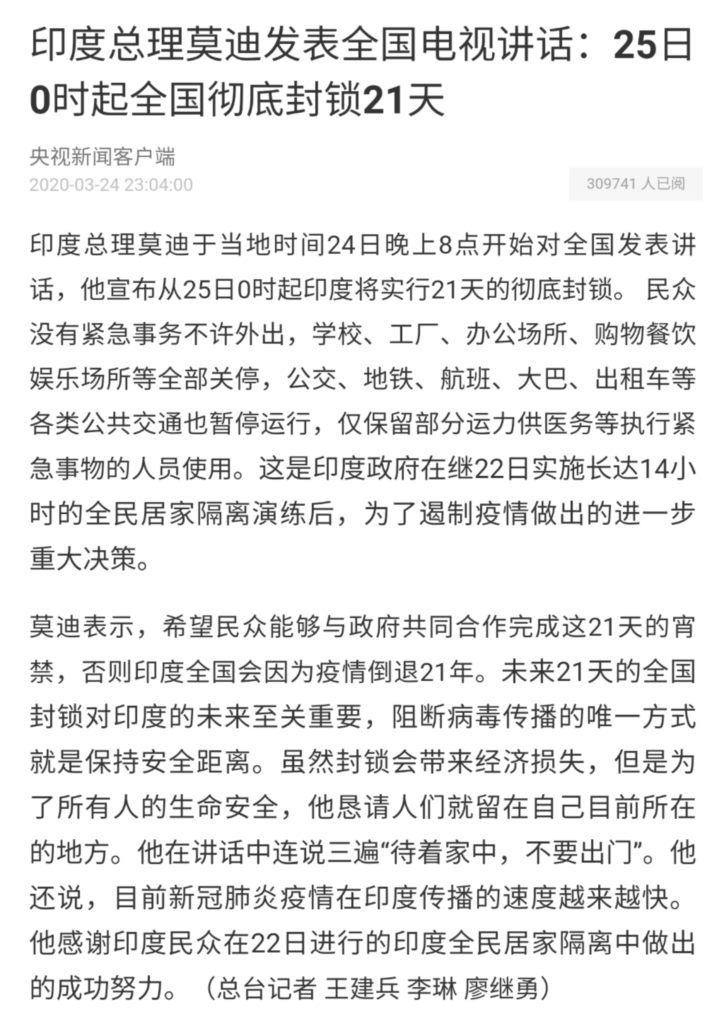 印度总理莫迪发表全国电视讲话：25日
0时起全国彻底封锁21天
央视新闻客户端
2020-03-24 23:04:00
309741 人已阅
印度总理莫迪于当地时间24日晚上8点开始对全国发表讲
话，他宣布从25日0时起印度将实行21天的彻底封锁。 民众
没有紧急事务不许外出，学校、工厂、办公场所、购物餐饮
娱乐场所等全部关停，公交、地铁、航班、大巴、出租车等
各类公共交通也暂停运行，仅保留部分运力供医务等执行紧
急事物的人员使用。这是印度政府在继22日实施长达14小
时的全民居家隔离演练后，为了遏制疫情做出的进一步
重大决策。
莫迪表示，希望民众能够与政府共同合作完成这21天的宵
禁，否则印度全国会因为疫情倒退21年。未来21天的全国
封锁对印度的未来至关重要，阻断病毒传播的唯一方式
就是保持安全距离。虽然封锁会带来经济损失，但是为
了所有人的生命安全，他恳请人们就留在自己目前所在
的地方。他在讲话中连说三遍“待着家中，不要出门”。他
还说，目前新冠肺炎疫情在印度传播的速度越来越快。
他感谢印度民众在22日进行的印度全民居家隔离中做出
的成功努力。（总台记者 王建兵 李琳 廖继勇）